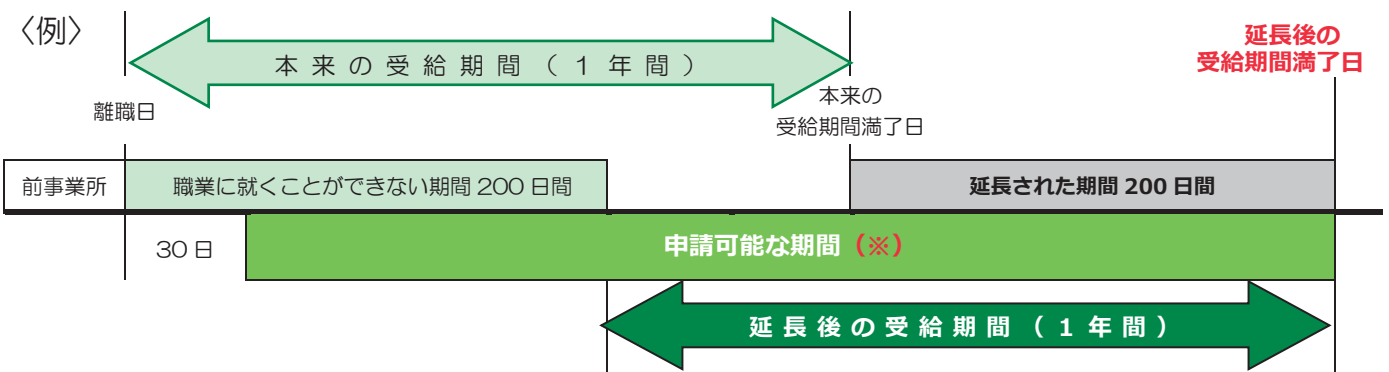 〈例〉
本来の受給期間（１年間）
延長後の
受給期間満了日
離職日
本来の
受給期間満了日
前事業所
職業に就くことができない期間 200 日間
延長された期間 200 日間
30 日
申請可能な期間（※）
延長後の受給期間（１年間）